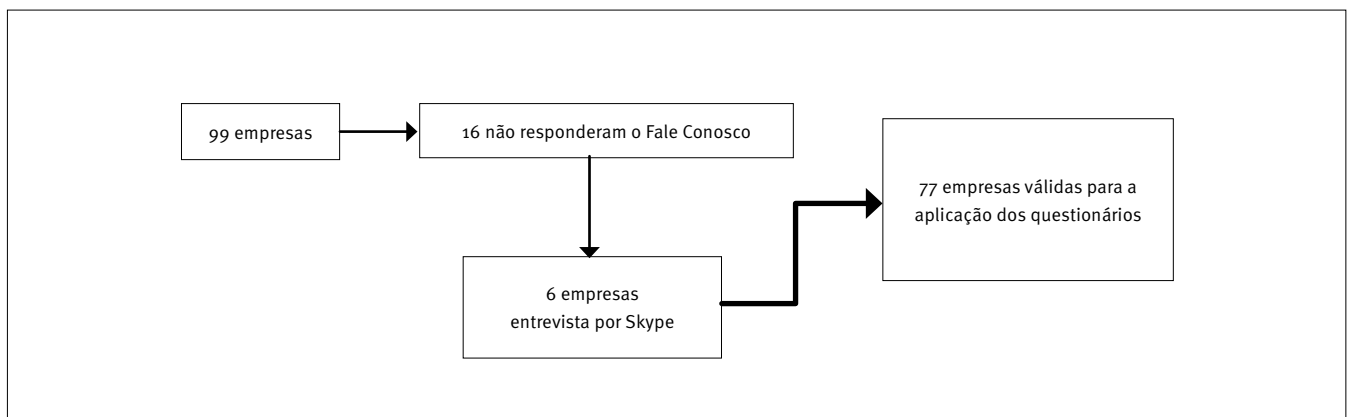 99 empresas
16 não responderam o Fale Conosco
6 empresas
entrevista por Skype
77 empresas válidas para a
aplicação dos questionários